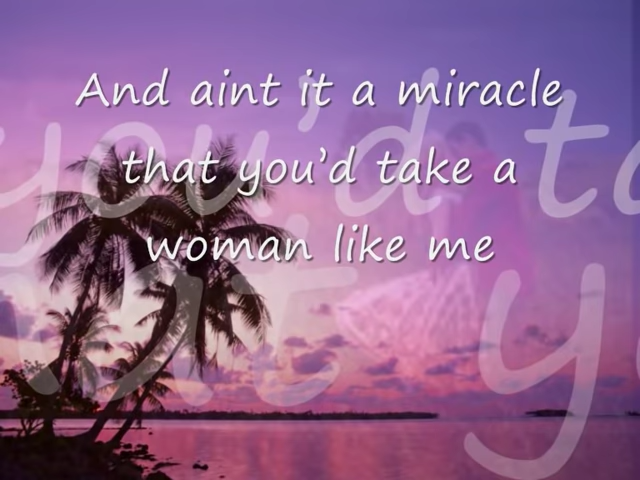 And aint it a miracle
that you'd take a
woman like me